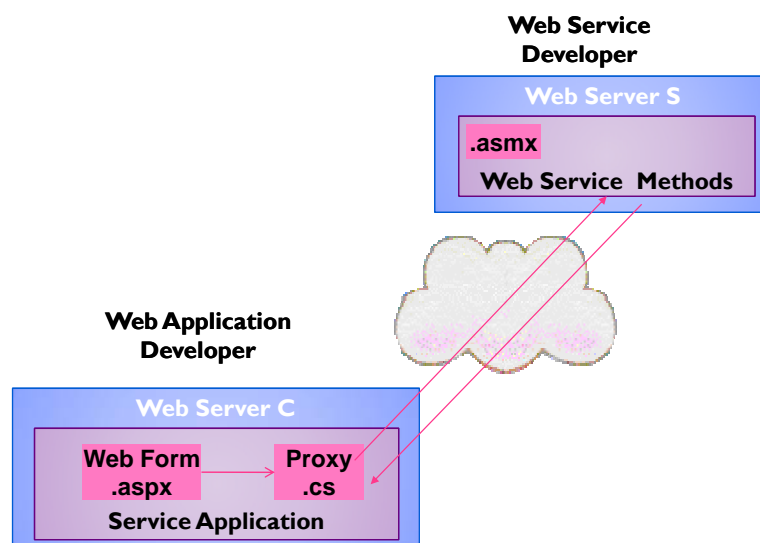 Web Service
Developer
Web Server S
.asmx
Web Service Methods
Web Application
Developer
Web Server C
Web Form
.aspx
Proxy
.cs
Service Application